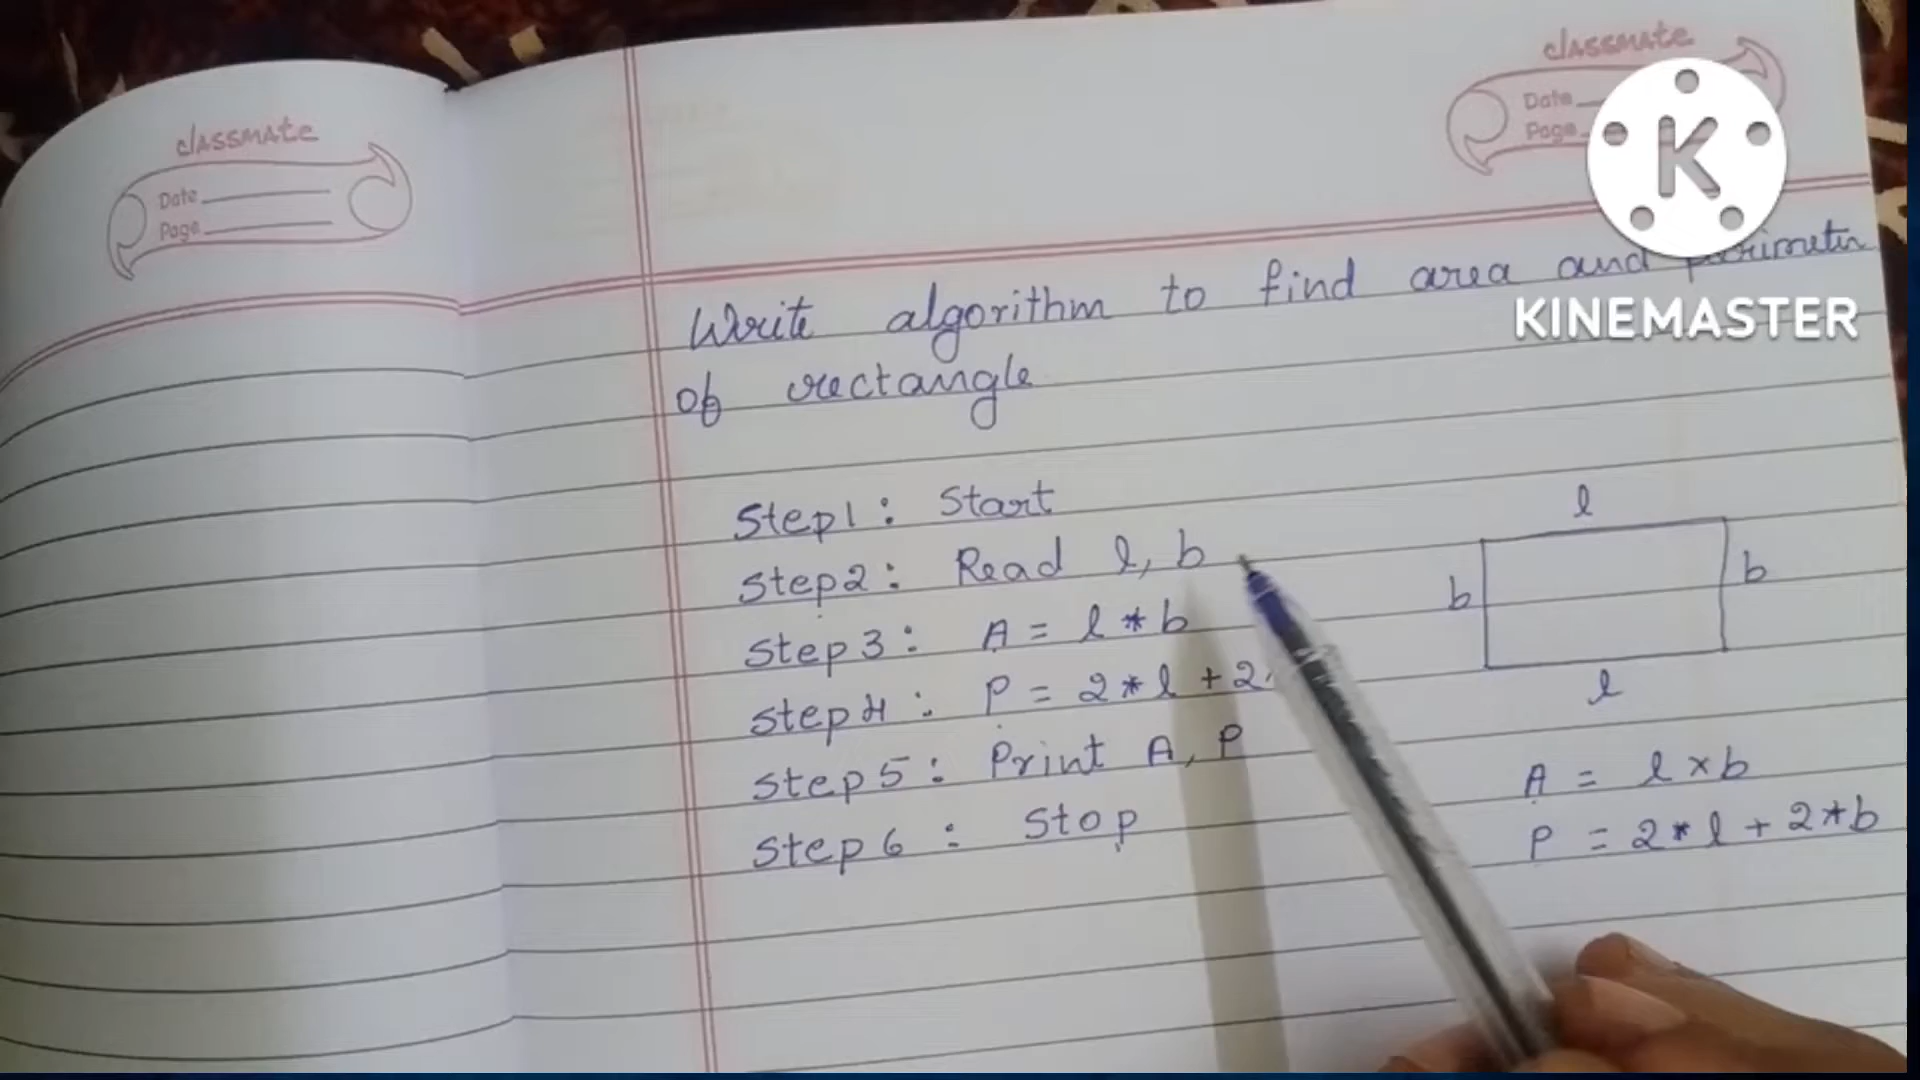 classmate
Date
Page
classmate
Date
Page
K
KINEMASTER
Write algorithm to find area and perimeter
of rectangle
Step1: Start
Step2: Read l, b
Step3: A = l * b
Step4: P = 2 * l + 2
Step5: Print A, P
Step6: Stop
l
b
b
l
A = l × b
P = 2 * l + 2 * b